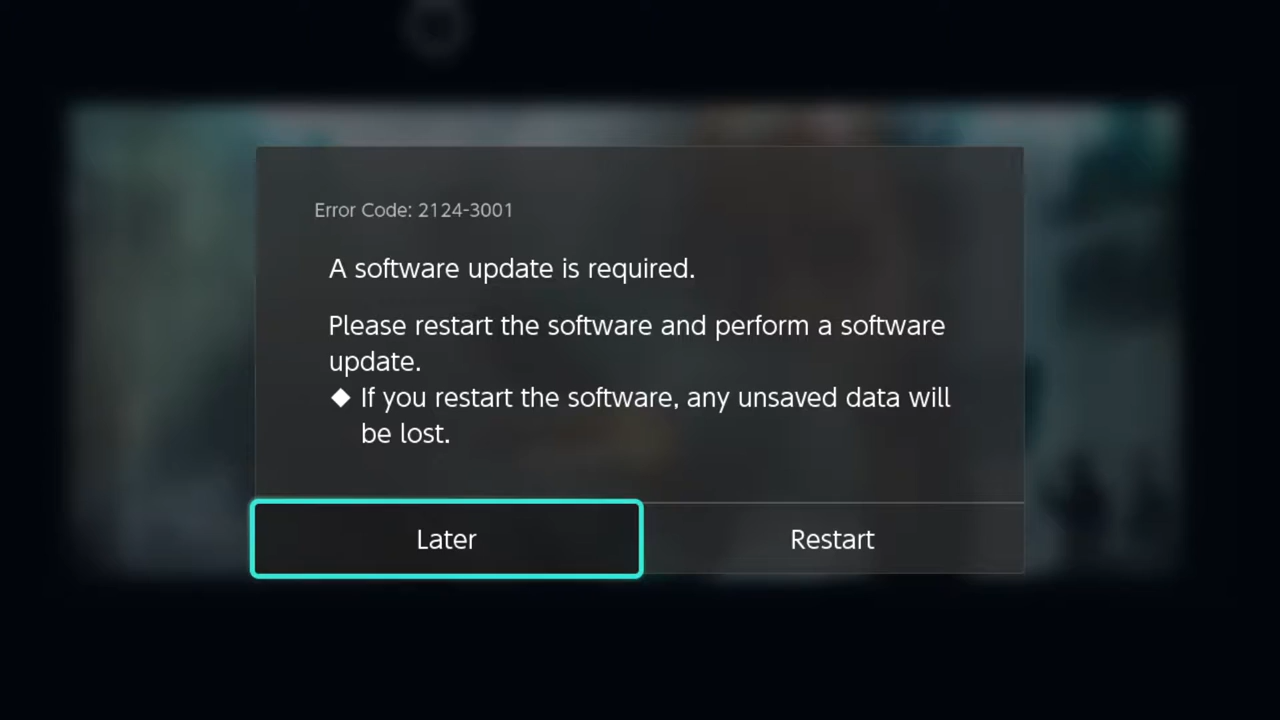 Error Code: 2124-3001
A software update is required.
Please restart the software and perform a software
update.
◆ If you restart the software, any unsaved data will
be lost.
Later
Restart